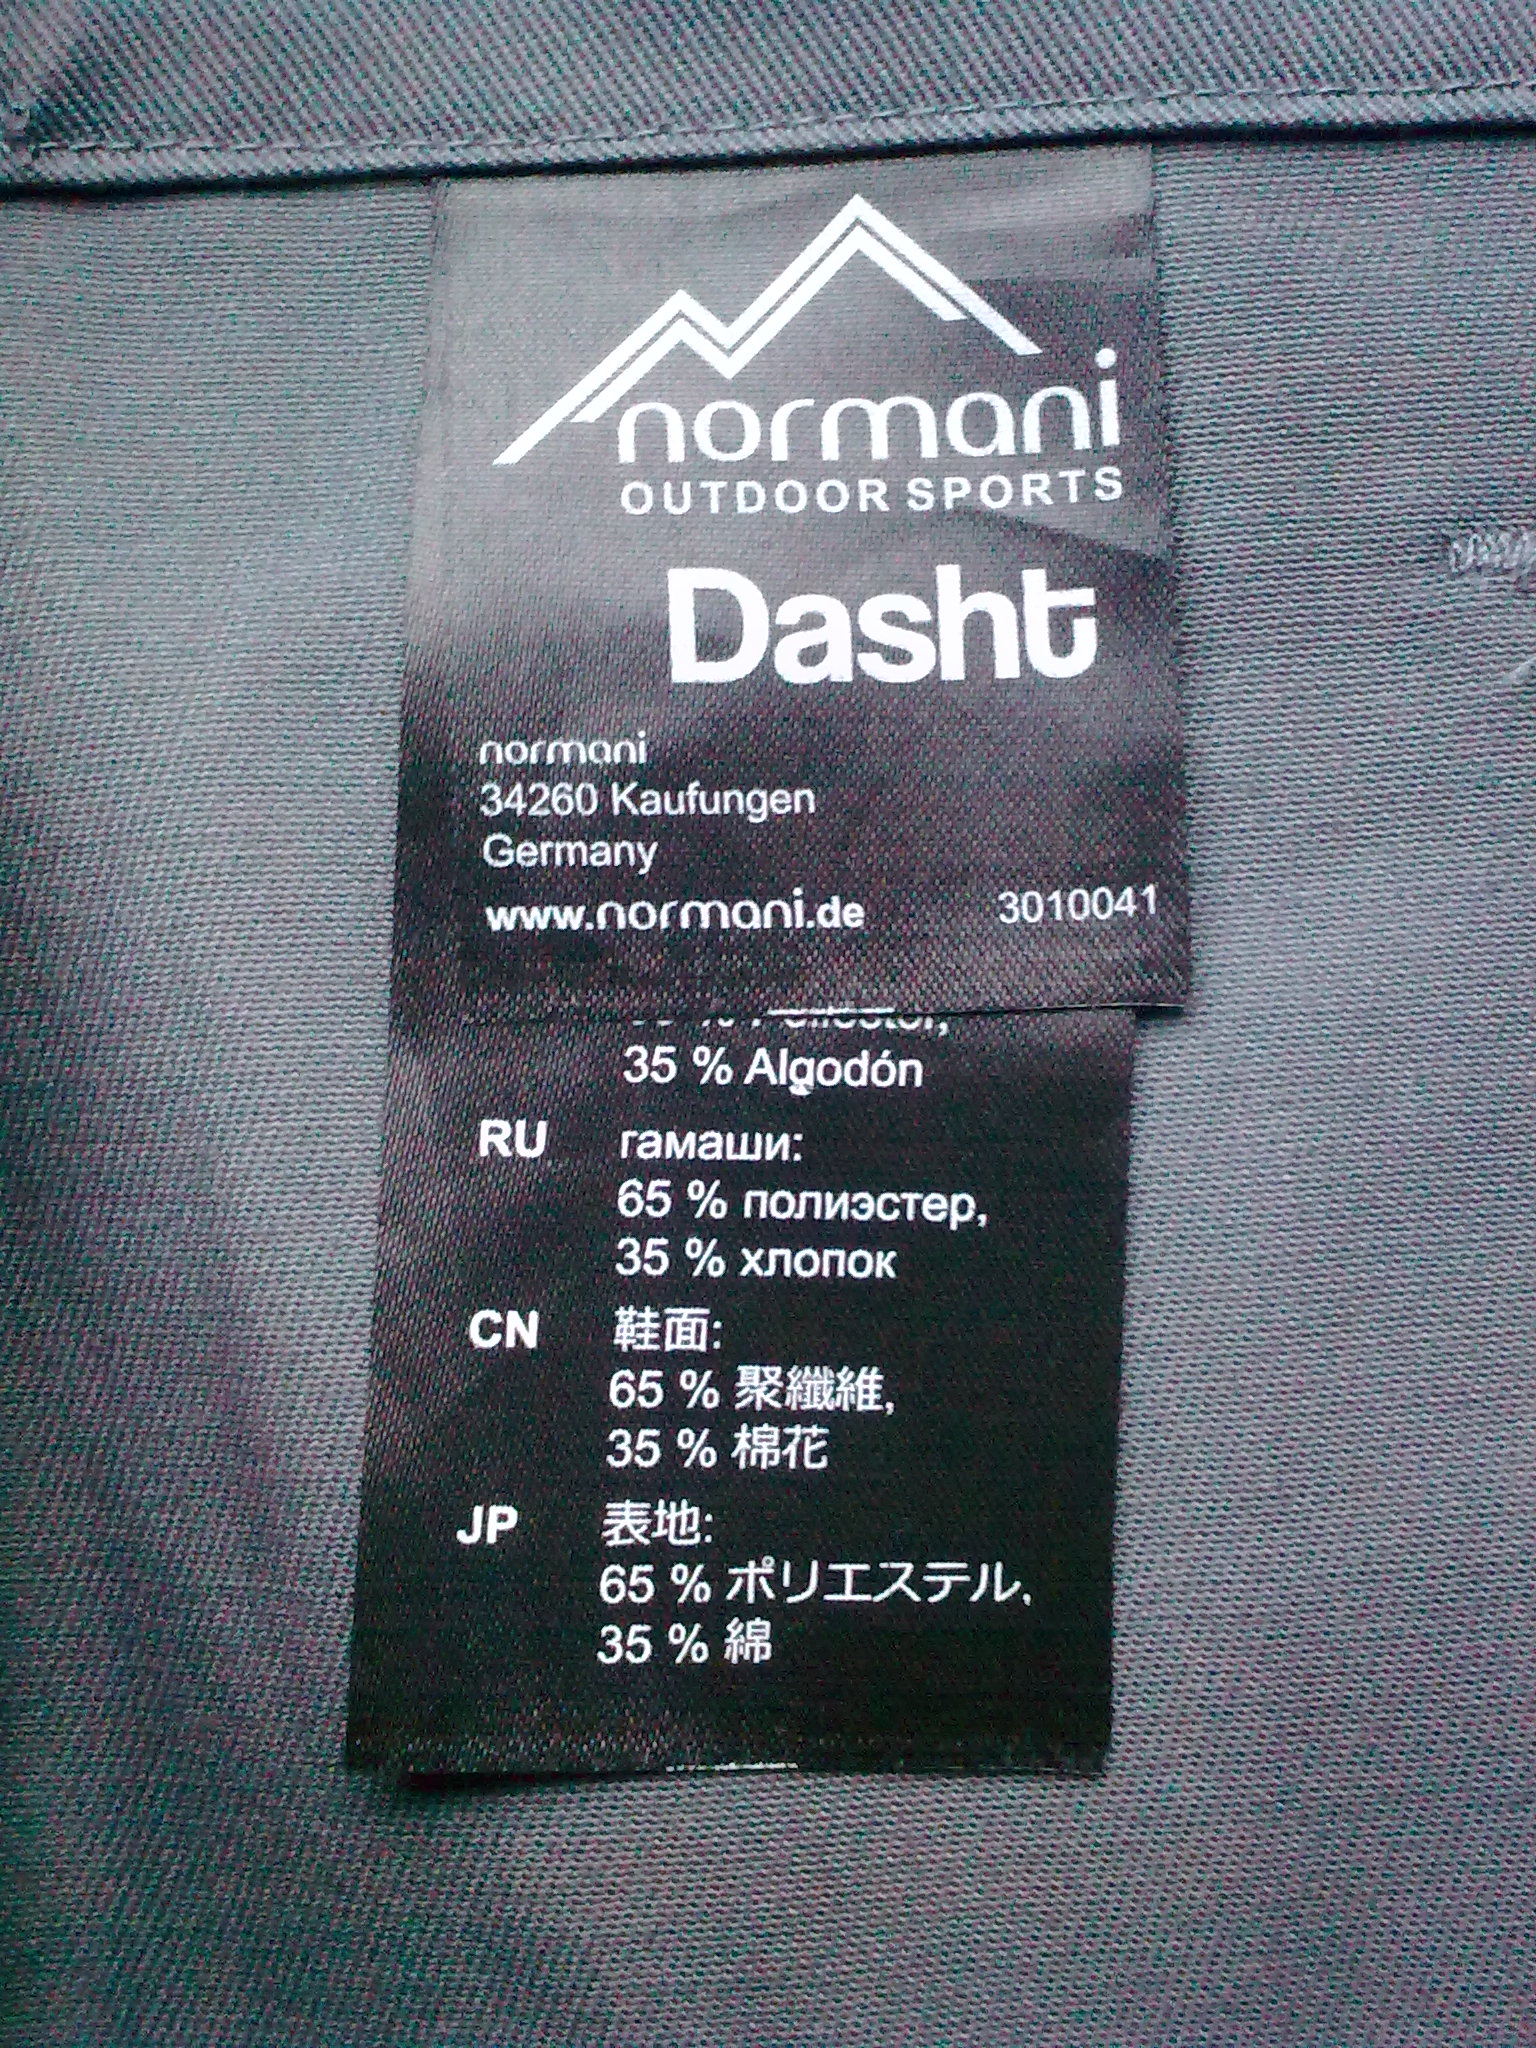 normani
OUTDOOR SPORTS
Dasht
normani
34260 Kaufungen
Germany
www.normani.de 3010041
35 % Algodón
RU гамаши:
65 % полиэстер,
35 % хлопок
CN 鞋面:
65 % 聚纖維,
35 % 棉花
JP 表地:
65 % ポリエステル,
35 % 綿